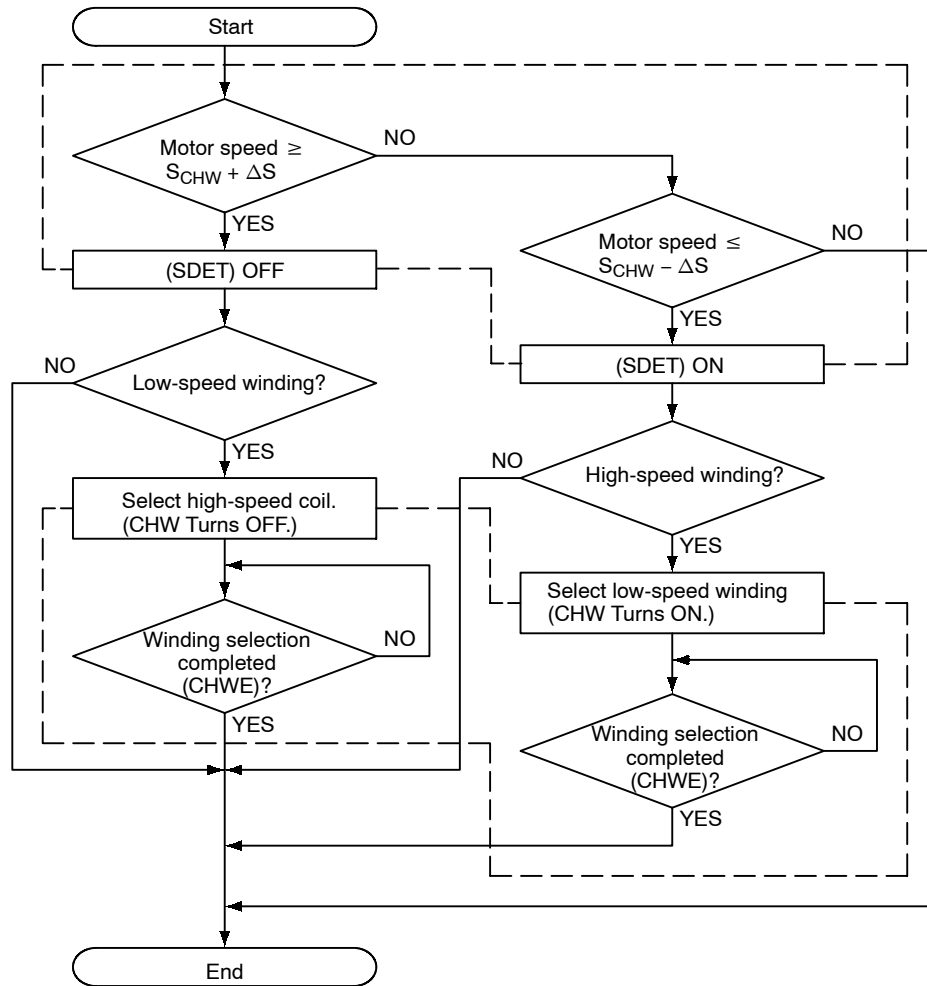 Start
Motor speed ≥
S_CHW + ΔS
NO
YES
(SDET) OFF
Low-speed winding?
NO
YES
Select high-speed coil.
(CHW Turns OFF.)
Winding selection
completed
(CHWE)?
NO
YES
Motor speed ≤
S_CHW − ΔS
NO
YES
(SDET) ON
High-speed winding?
NO
YES
Select low-speed winding
(CHW Turns ON.)
Winding selection
completed
(CHWE)?
NO
YES
End